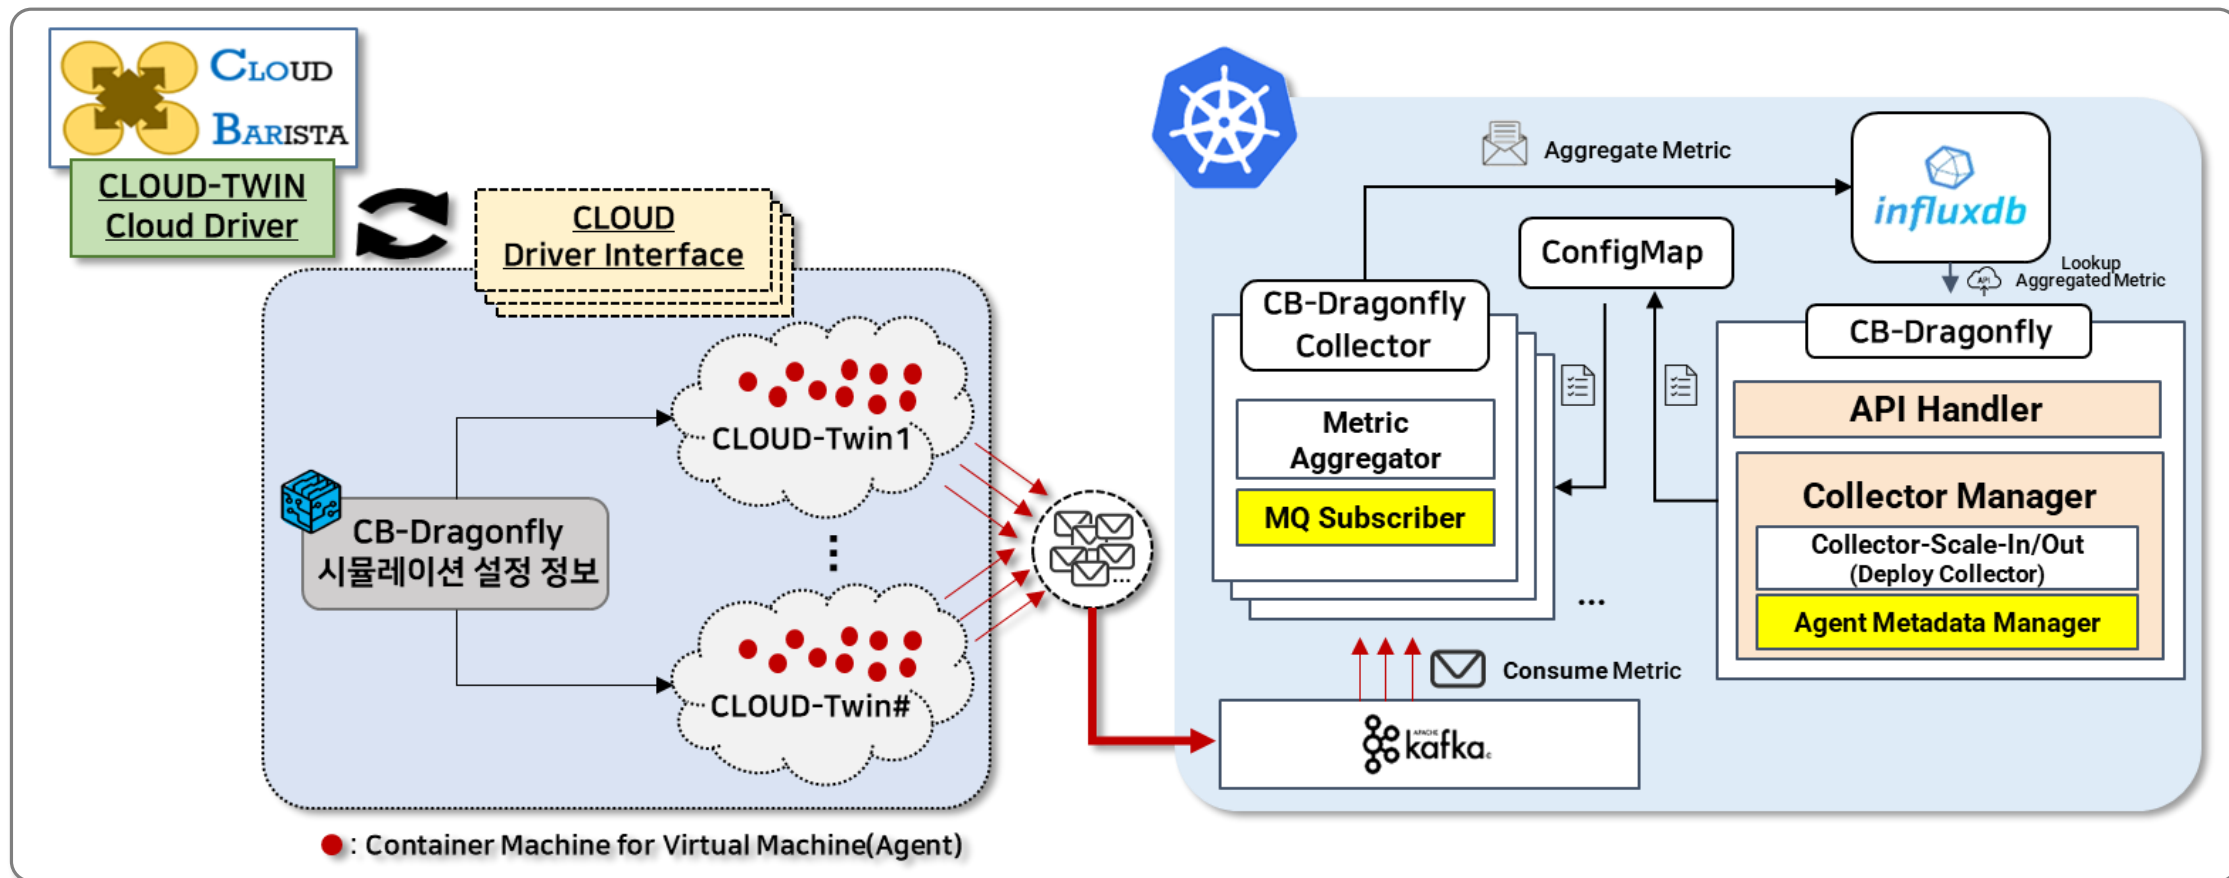 CLOUD
BARISTA
CLOUD-TWIN
Cloud Driver
CLOUD
Driver Interface
CLOUD-Twin1
CB-Dragonfly
시뮬레이션 설정 정보
CLOUD-Twin#
: Container Machine for Virtual Machine(Agent)
...
Aggregate Metric
influxdb
ConfigMap
API
Lookup
Aggregated Metric
CB-Dragonfly
Collector
Metric
Aggregator
MQ Subscriber
...
CB-Dragonfly
API Handler
Collector Manager
Collector-Scale-In/Out
(Deploy Collector)
Agent Metadata Manager
Consume Metric
APACHE
kafka